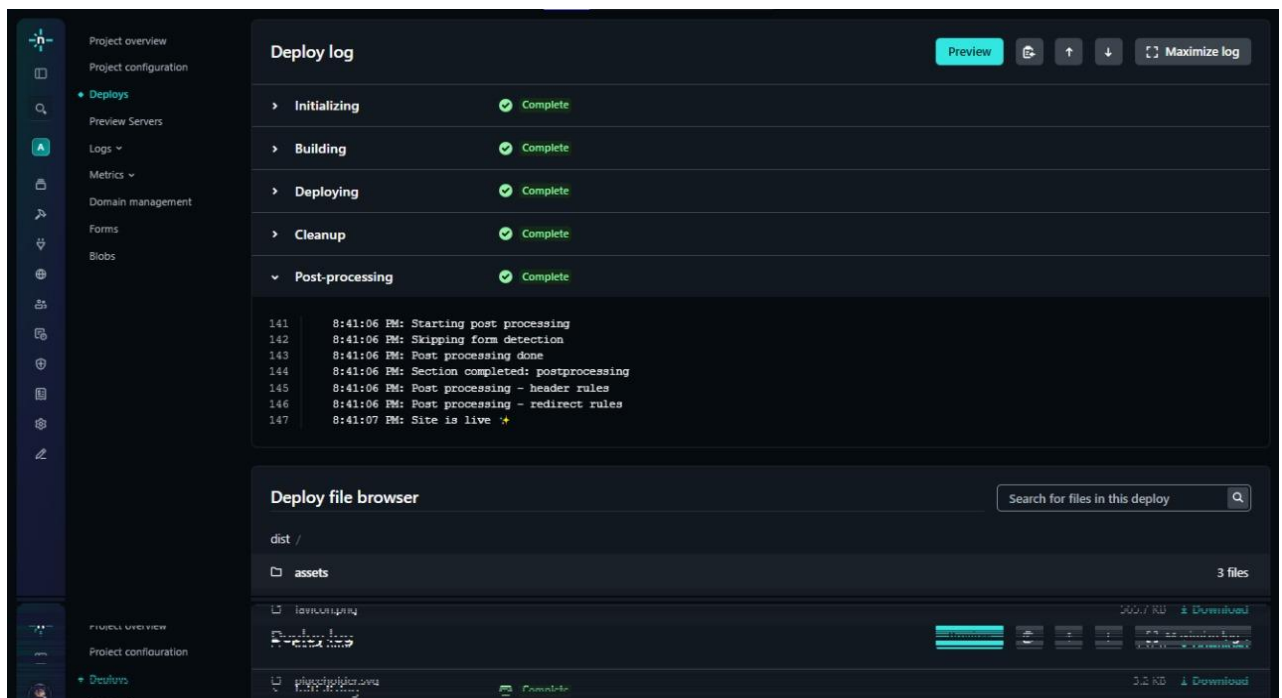 Project overview
Project configuration
Deploys
Preview Servers
Logs
Metrics
Domain management
Forms
Blobs
A
Deploy log
Preview
Maximize log
Initializing Complete
Building Complete
Deploying Complete
Cleanup Complete
Post-processing Complete
141 8:41:06 PM: Starting post processing
142 8:41:06 PM: Skipping form detection
143 8:41:06 PM: Post processing done
144 8:41:06 PM: Section completed: postprocessing
145 8:41:06 PM: Post processing - header rules
146 8:41:06 PM: Post processing - redirect rules
147 8:41:07 PM: Site is live ✨
Deploy file browser
Search for files in this deploy
dist /
assets 3 files
favicon.png Download
Project overview
Deploy log
Project configuration
Deploys
placeholder.svg 3.2 KB Download
Complete